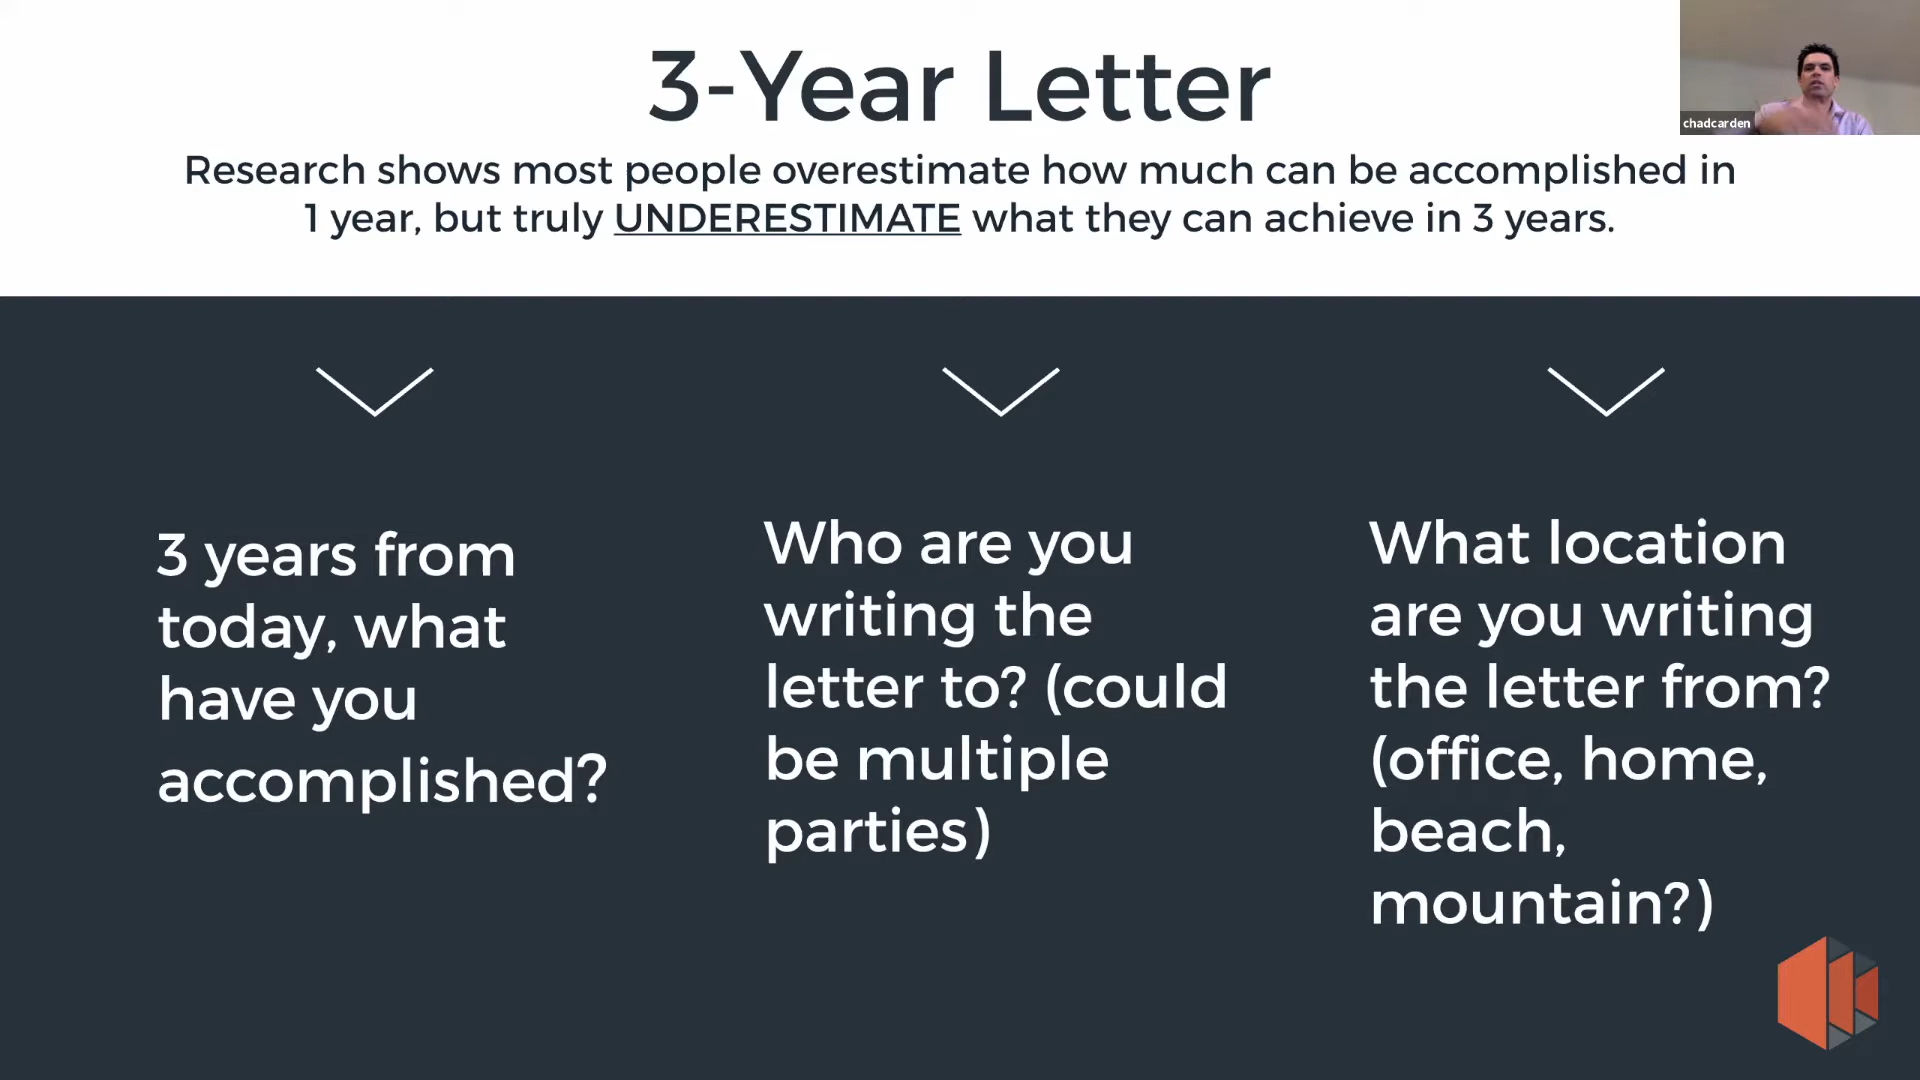 3-Year Letter
Research shows most people overestimate how much can be accomplished in
1 year, but truly UNDERESTIMATE what they can achieve in 3 years.
chadcarden
3 years from
today, what
have you
accomplished?
Who are you
writing the
letter to? (could
be multiple
parties)
What location
are you writing
the letter from?
(office, home,
beach,
mountain?)